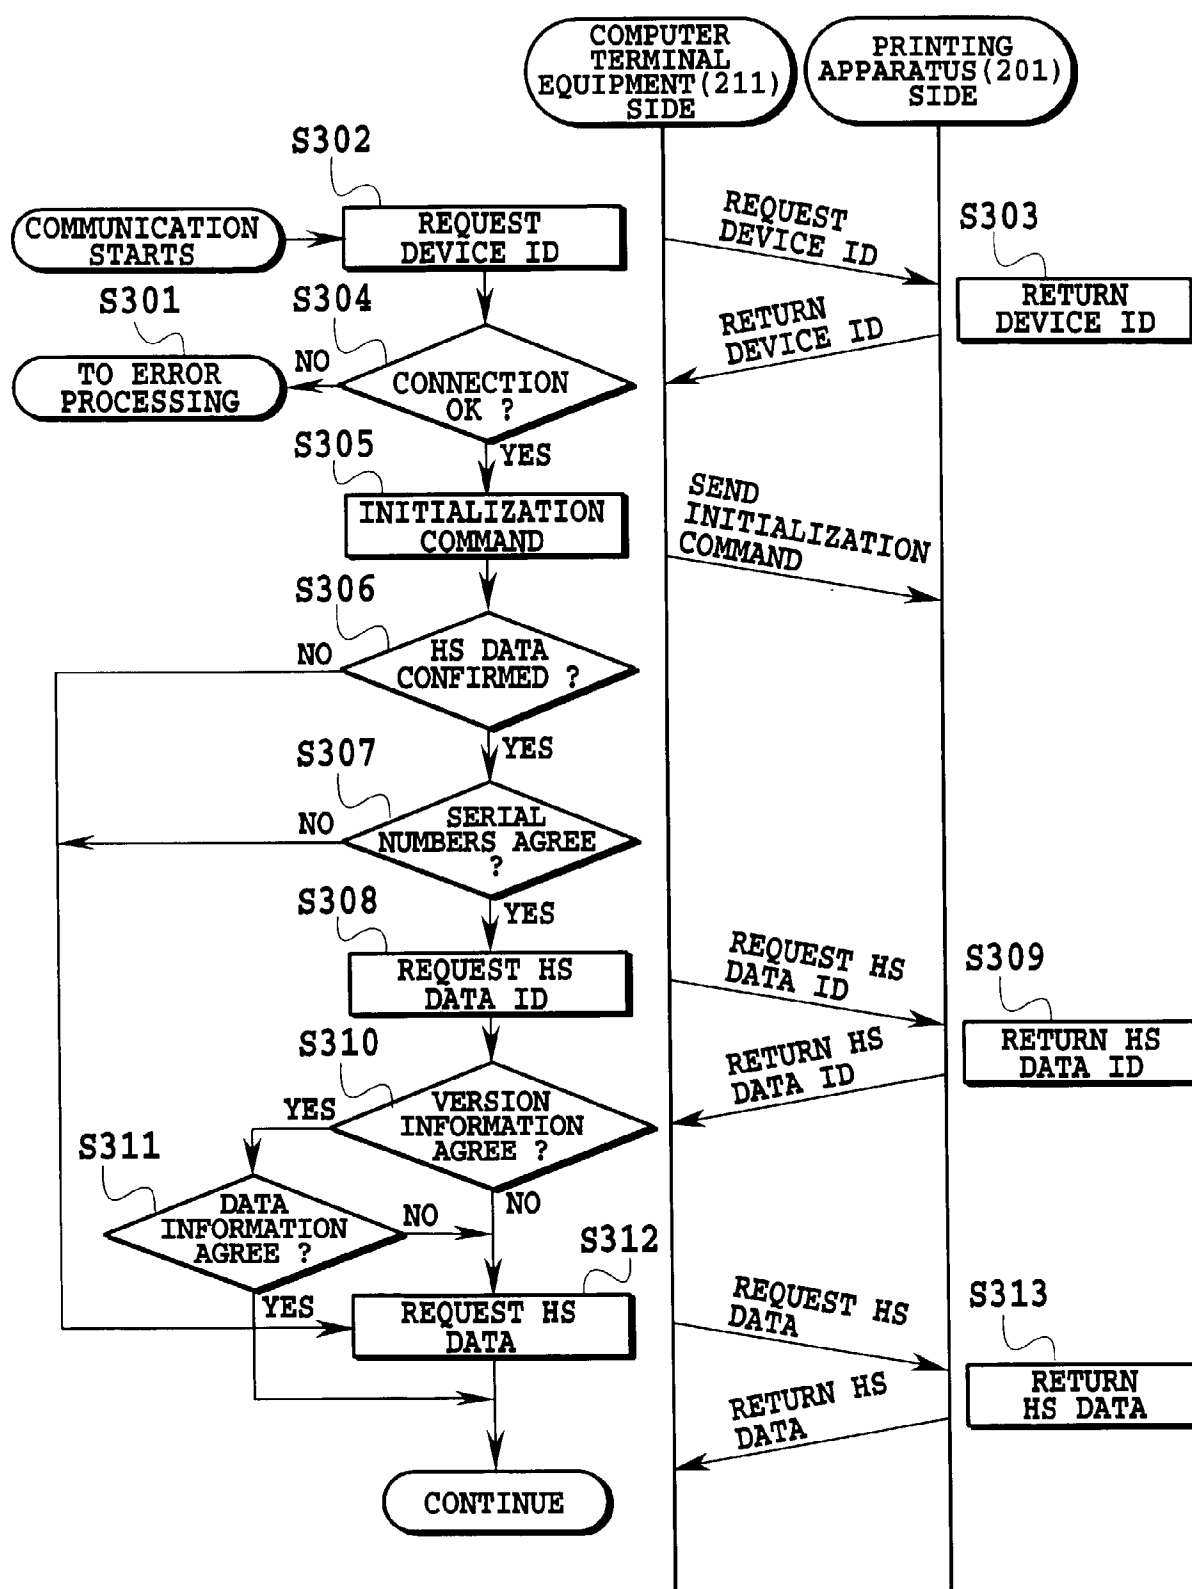 COMPUTER
TERMINAL
EQUIPMENT(211)
SIDE
PRINTING
APPARATUS(201)
SIDE
S302
COMMUNICATION
STARTS
REQUEST
DEVICE ID
REQUEST
DEVICE ID
S303
RETURN
DEVICE ID
RETURN
DEVICE ID
S301
TO ERROR
PROCESSING
S304
NO
CONNECTION
OK ?
YES
S305
INITIALIZATION
COMMAND
SEND
INITIALIZATION
COMMAND
S306
NO
HS DATA
CONFIRMED ?
YES
S307
NO
SERIAL
NUMBERS AGREE
?
YES
S308
REQUEST HS
DATA ID
REQUEST HS
DATA ID
S309
RETURN HS
DATA ID
RETURN HS
DATA ID
S310
YES
VERSION
INFORMATION
AGREE ?
NO
S311
DATA
INFORMATION
AGREE ?
NO
YES
S312
REQUEST HS
DATA
REQUEST HS
DATA
S313
RETURN
HS DATA
RETURN HS
DATA
CONTINUE